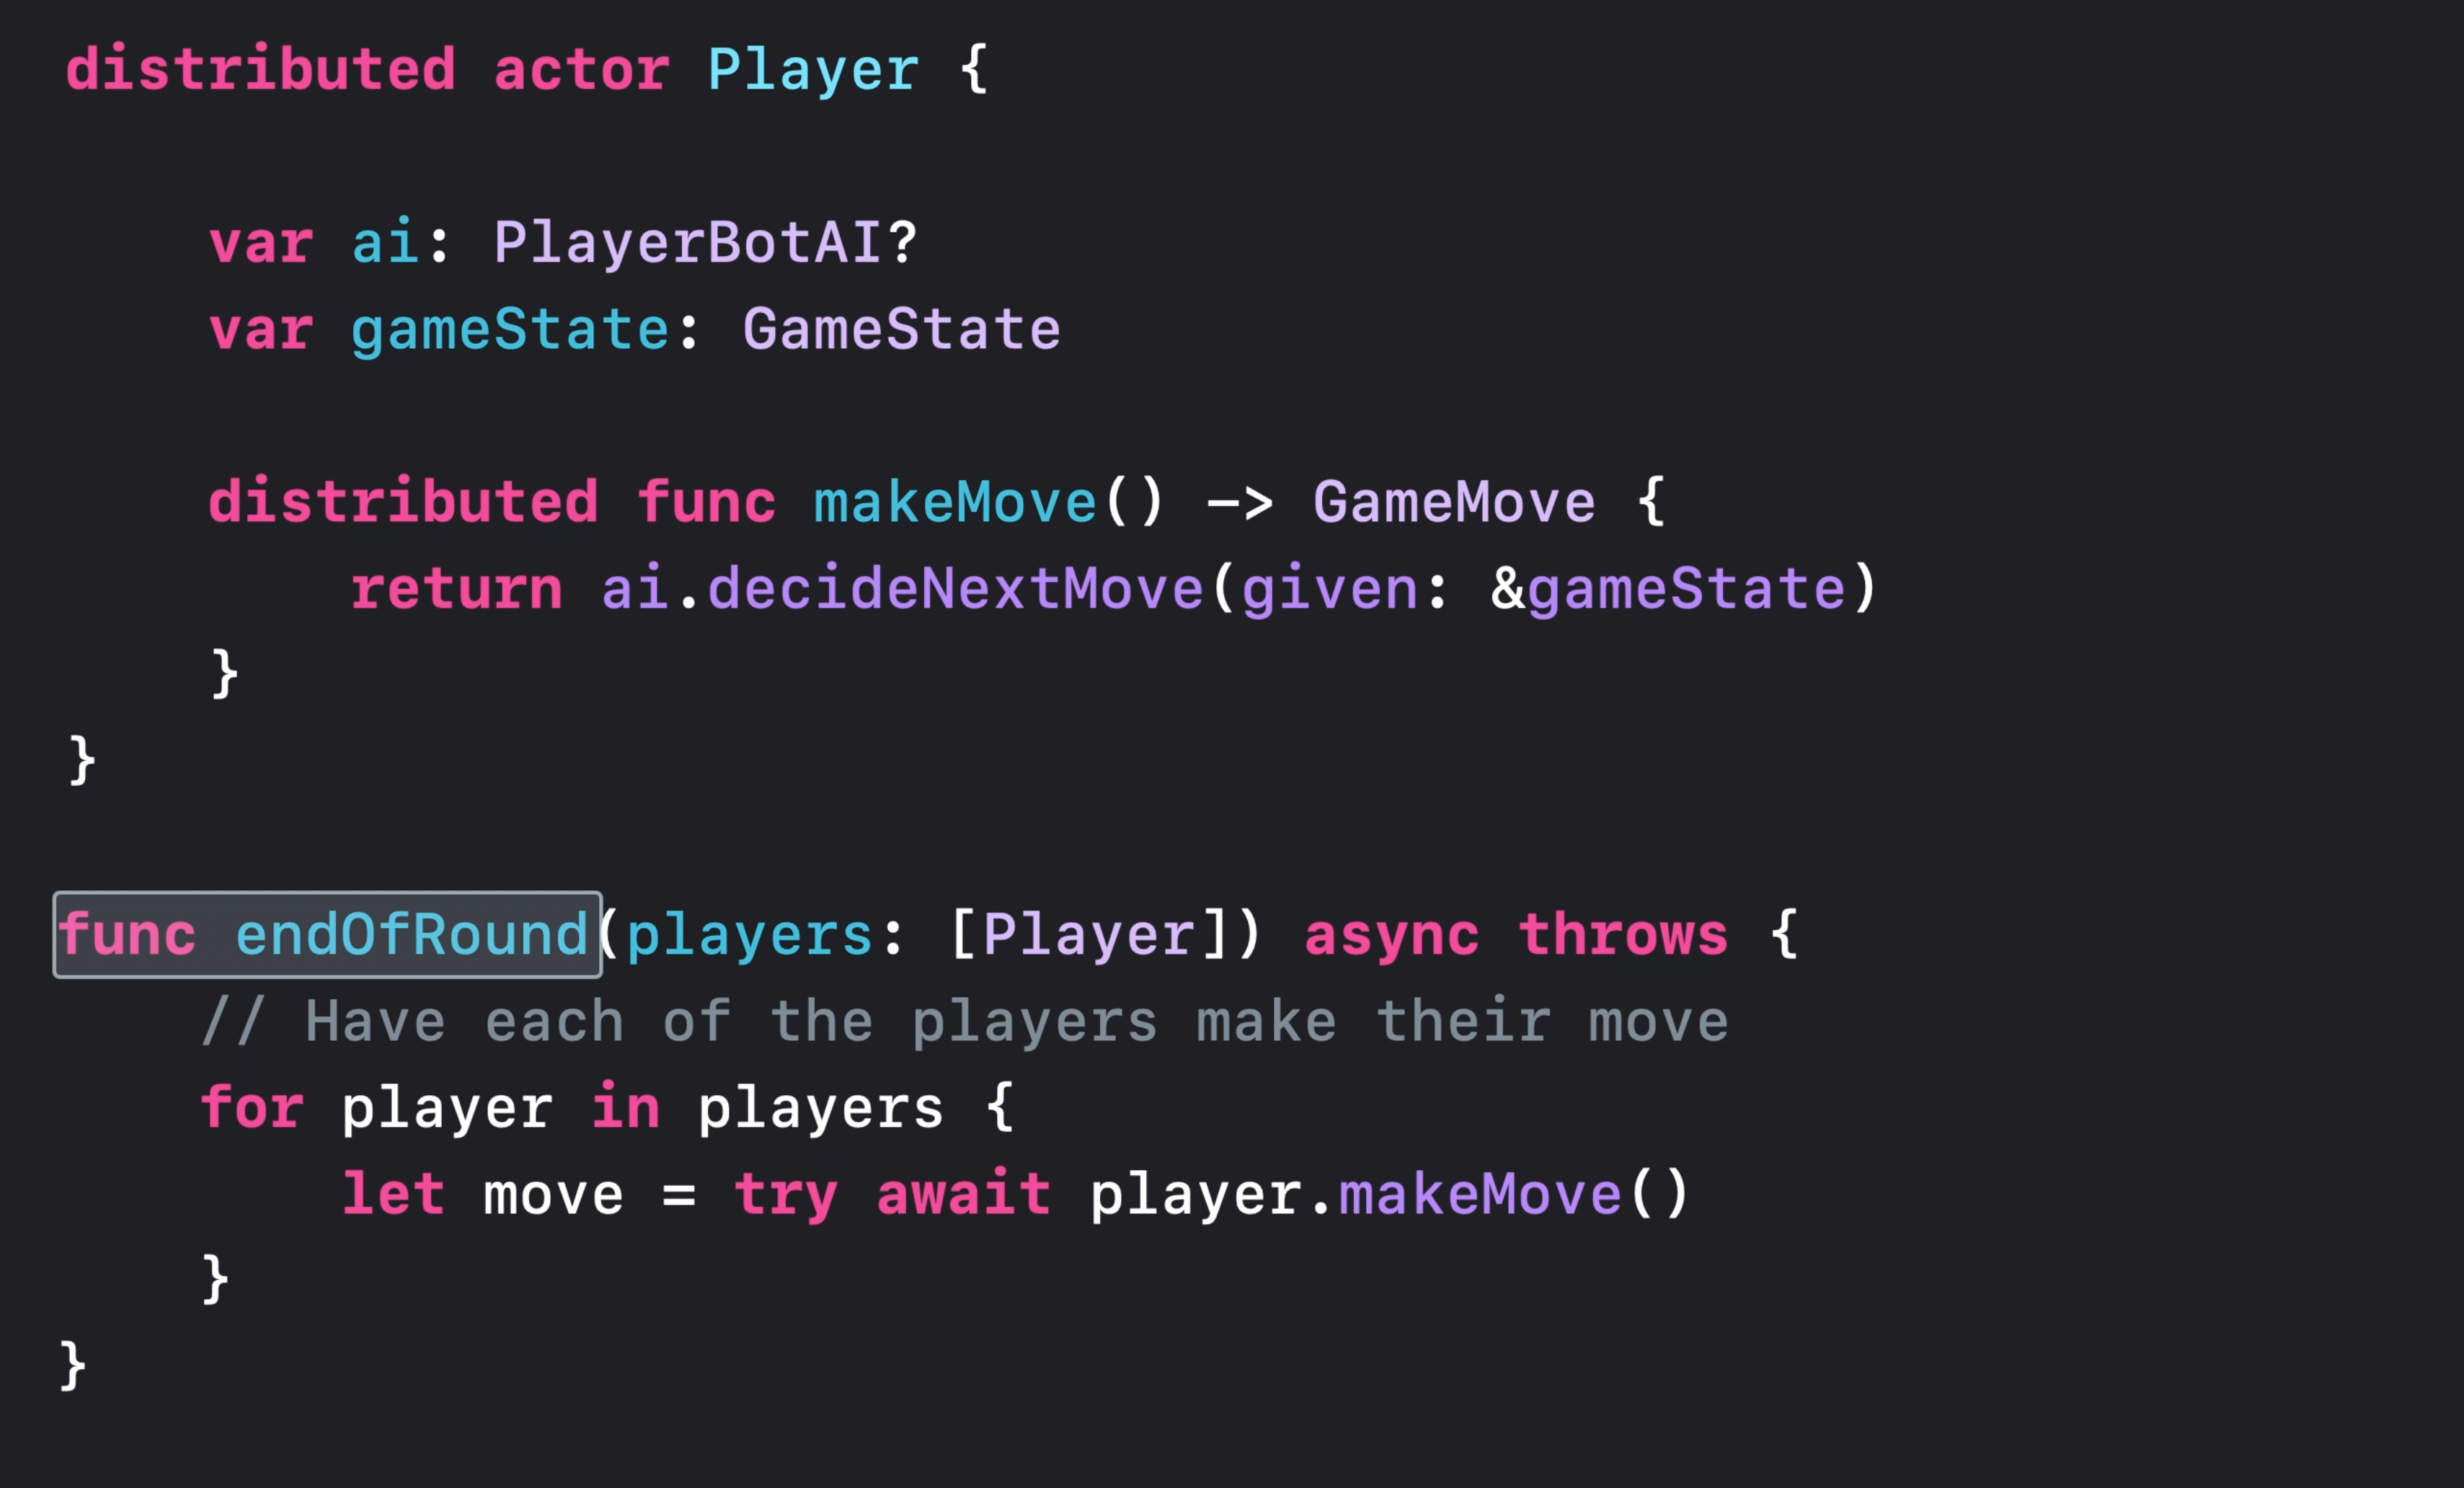 distributed actor Player {
var ai: PlayerBotAI?
var gameState: GameState
distributed func makeMove() -> GameMove {
return ai.decideNextMove(given: &gameState)
}
}
func endOfRound(players: [Player]) async throws {
// Have each of the players make their move
for player in players {
let move = try await player.makeMove()
}
}